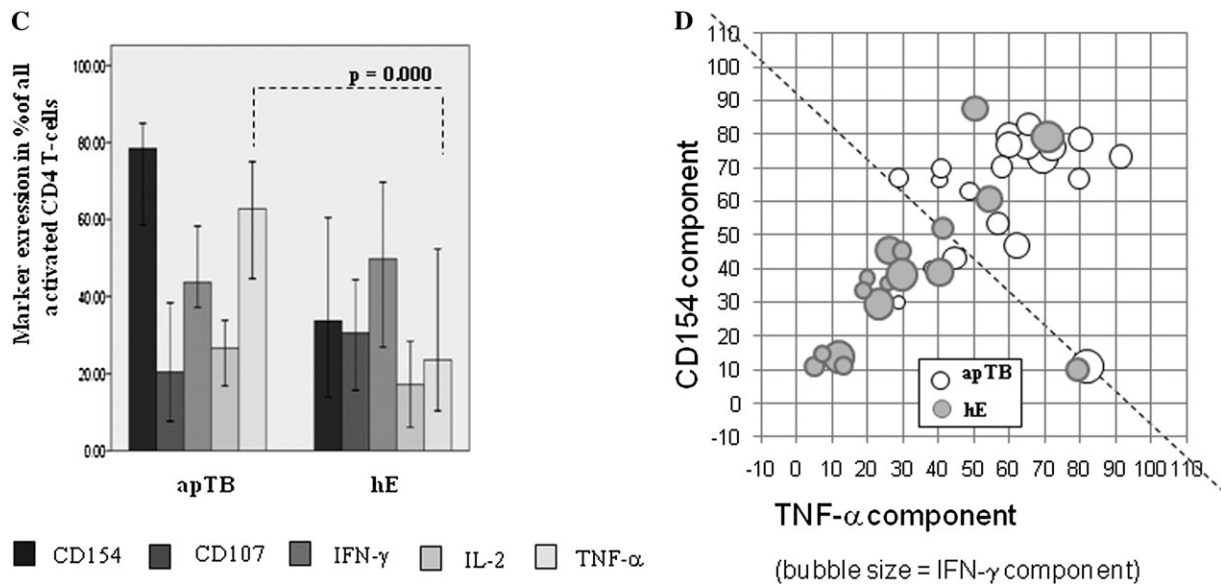 C
Marker exression in % of all
activated CD4 T-cells
100.00
80.00
60.00
40.00
20.00
0.00
p = 0.000
apTB hE
CD154 CD107 IFN-γ IL-2 TNF-α
D
CD154 component
110
100
90
80
70
60
50
40
30
20
10
0
-10
apTB
hE
-10 0 10 20 30 40 50 60 70 80 90 100 110
TNF-α component
(bubble size = IFN-γ component)